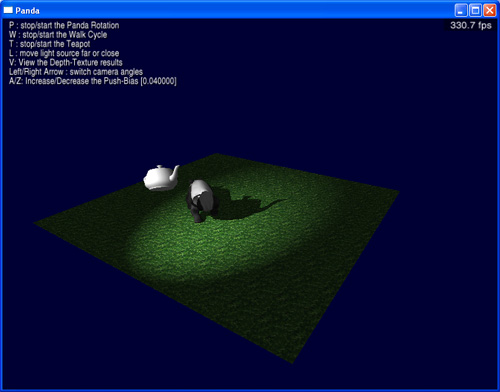 Panda
P : stop/start the Panda Rotation
W : stop/start the Walk Cycle
T : stop/start the Teapot
L : move light source far or close
V: View the Depth-Texture results
Left/Right Arrow : switch camera angles
A/Z: Increase/Decrease the Push-Bias [0.040000]
330.7 fps